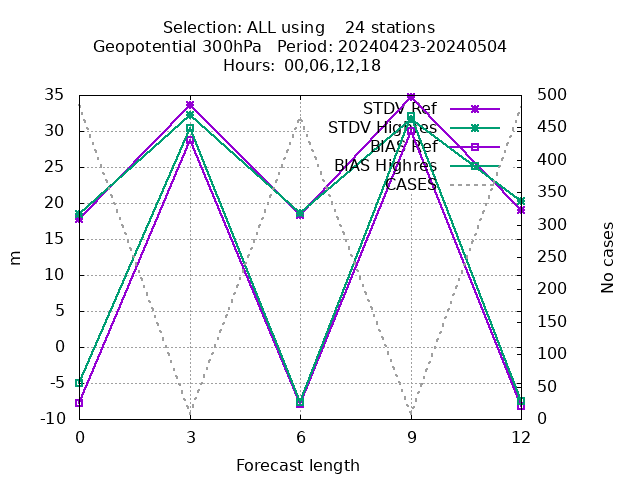 Selection: ALL using    24 stations
Geopotential 300hPa   Period: 20240423-20240504
Hours: 00,06,12,18
35
30
25
20
15
10
5
0
-5
-10
m
500
450
400
350
300
250
200
150
100
50
0
No cases
STDV Ref
STDV Highres
BIAS Ref
BIAS Highres
CASES
0 3 6 9 12
Forecast length